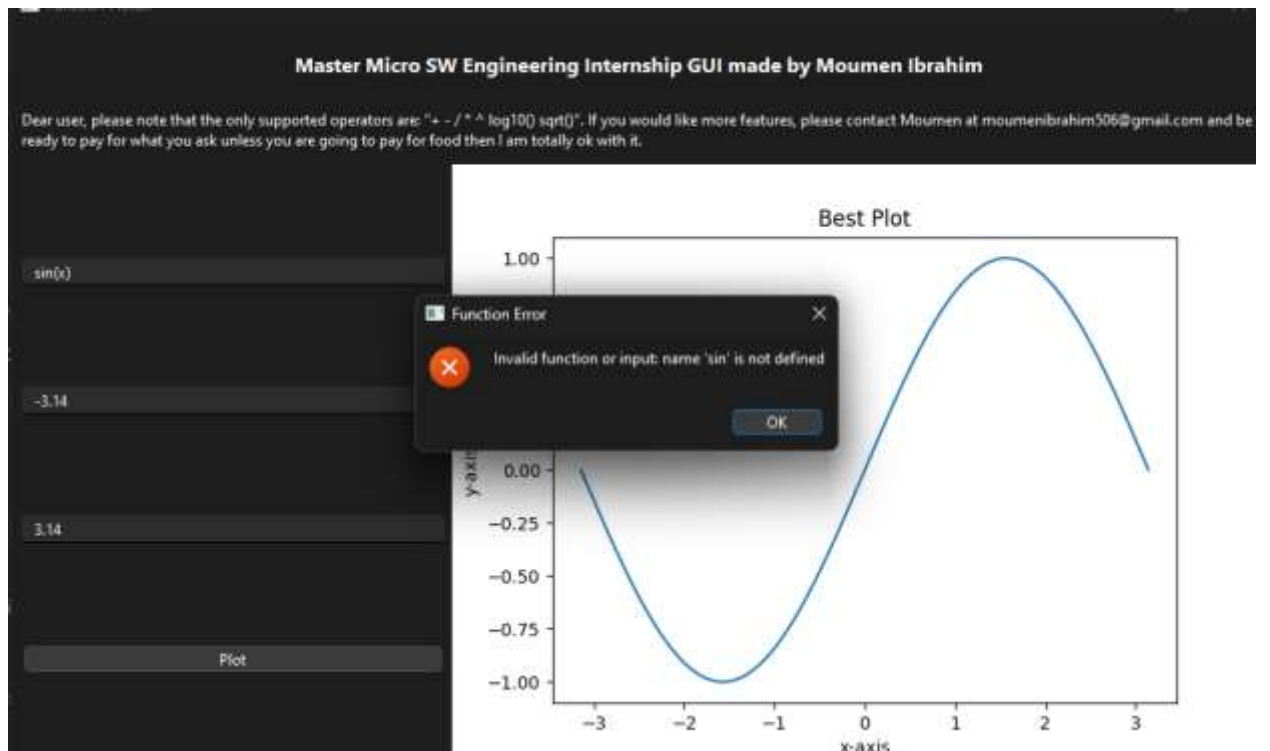 Master Micro SW Engineering Internship GUI made by Moumen Ibrahim
Dear user, please note that the only supported operators are: "+ - / * ^ log10() sqrt()". If you would like more features, please contact Moumen at moumenibrahim506@gmail.com and be
ready to pay for what you ask unless you are going to pay for food then I am totally ok with it.
Best Plot
1.00
sin(x)
Function Error
Invalid function or input: name 'sin' is not defined
-3.14
OK
0.00
−0.25
3.14
−0.50
−0.75
Plot
−1.00
−3 −2 −1 0 1 2 3
x-axis